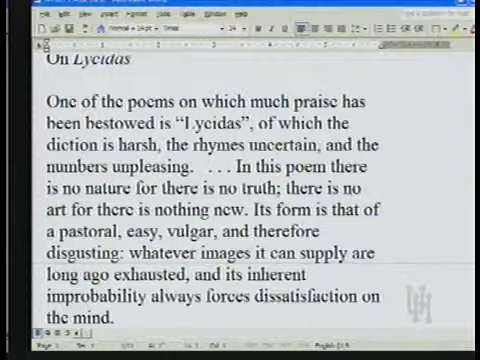 On Lycidas
One of the poems on which much praise has
been bestowed is “Lycidas”, of which the
diction is harsh, the rhymes uncertain, and the
numbers unpleasing. . . . In this poem there
is no nature for there is no truth; there is no
art for there is nothing new. Its form is that of
a pastoral, easy, vulgar, and therefore
disgusting: whatever images it can supply are
long ago exhausted, and its inherent
improbability always forces dissatisfaction on
the mind.